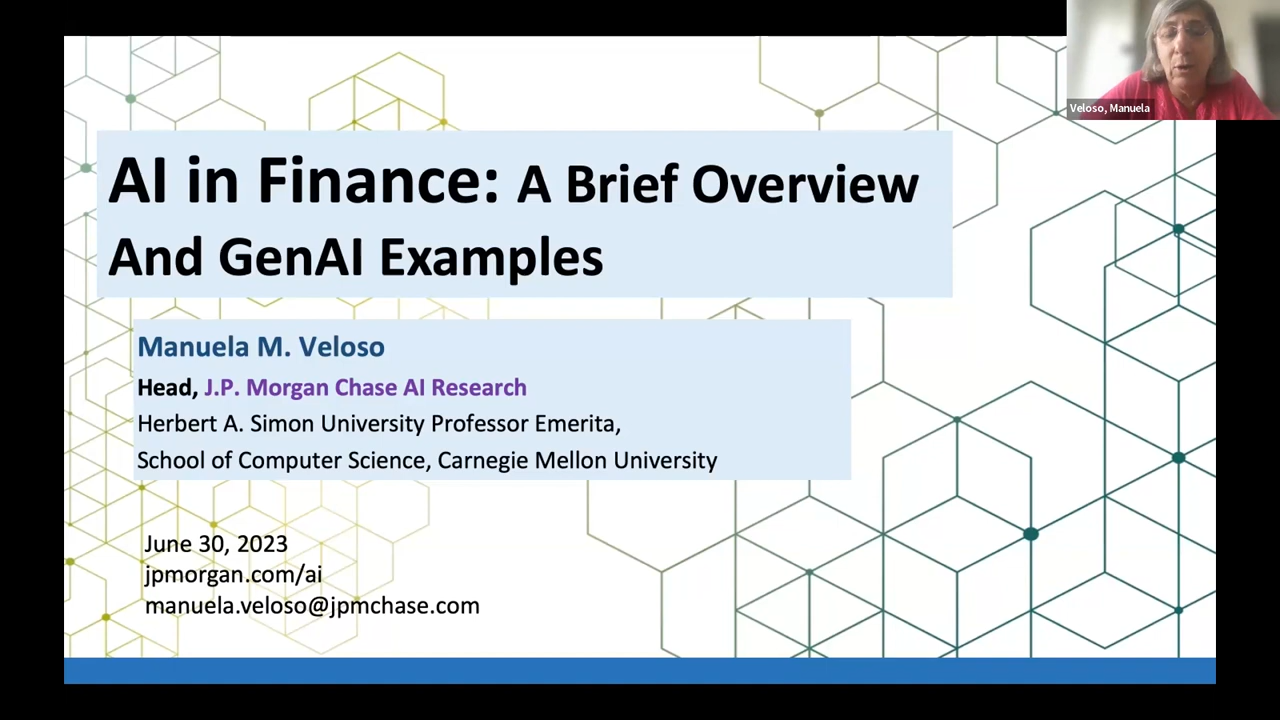 Veloso, Manuela
AI in Finance: A Brief Overview
And GenAI Examples
Manuela M. Veloso
Head, J.P. Morgan Chase AI Research
Herbert A. Simon University Professor Emerita,
School of Computer Science, Carnegie Mellon University
June 30, 2023
jpmorgan.com/ai
manuela.veloso@jpmchase.com